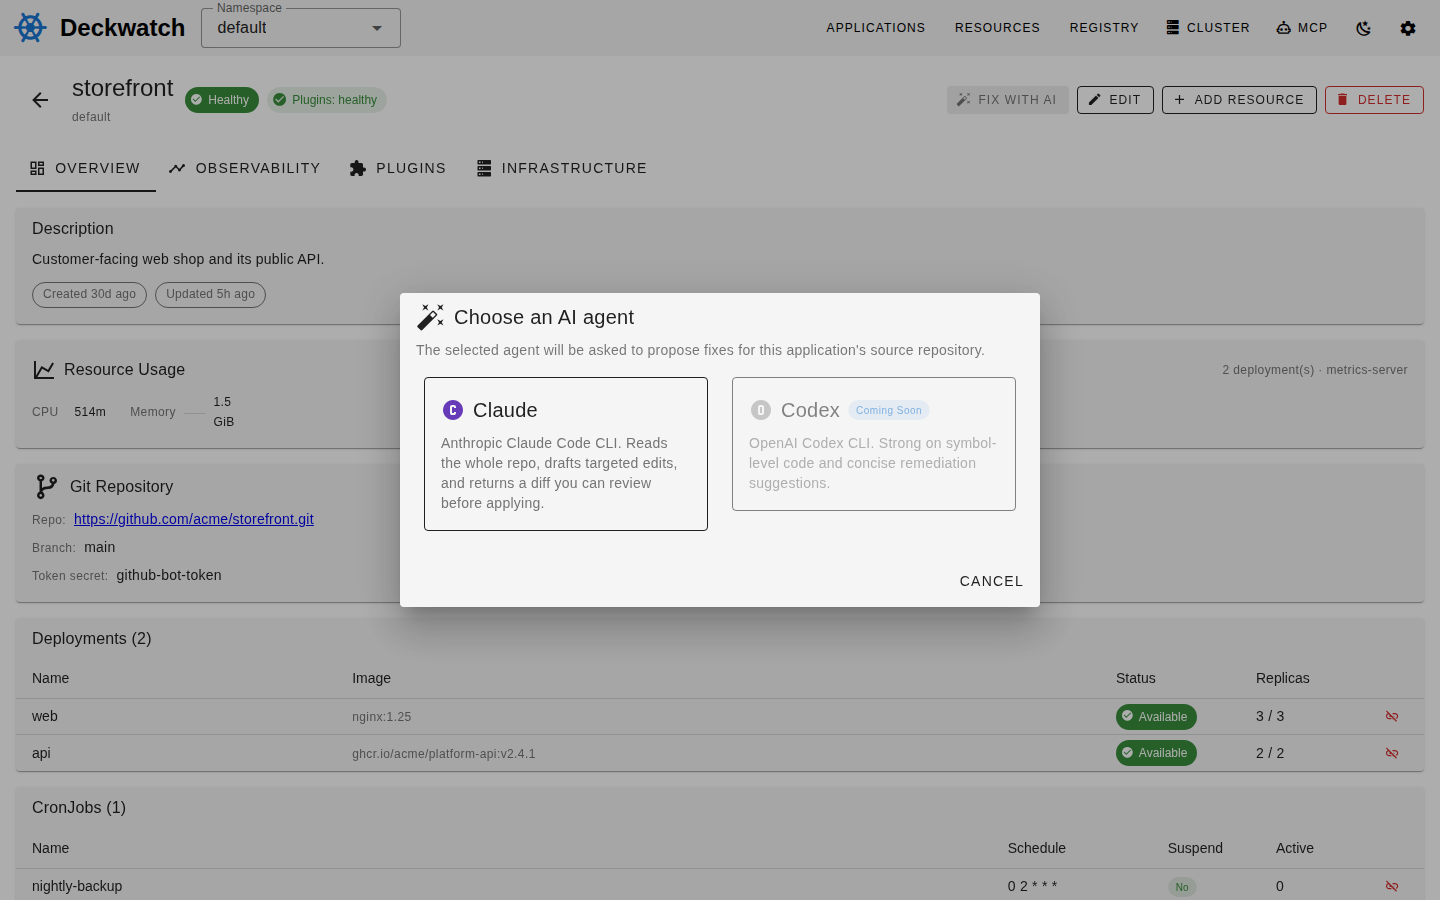 Deckwatch
Namespace
default
APPLICATIONS
RESOURCES
REGISTRY
CLUSTER
MCP
storefront
default
Healthy
Plugins: healthy
FIX WITH AI
EDIT
ADD RESOURCE
DELETE
OVERVIEW
OBSERVABILITY
PLUGINS
INFRASTRUCTURE
Description
Customer-facing web shop and its public API.
Created 30d ago
Updated 5h ago
Resource Usage
2 deployment(s) · metrics-server
CPU
514m
Memory
1.5
GiB
Git Repository
Repo: https://github.com/acme/storefront.git
Branch: main
Token secret: github-bot-token
Choose an AI agent
The selected agent will be asked to propose fixes for this application's source repository.
C
Claude
Anthropic Claude Code CLI. Reads
the whole repo, drafts targeted edits,
and returns a diff you can review
before applying.
O
Codex
Coming Soon
OpenAI Codex CLI. Strong on symbol-
level code and concise remediation
suggestions.
CANCEL
Deployments (2)
Name Image Status Replicas
web nginx:1.25 Available 3 / 3
api ghcr.io/acme/platform-api:v2.4.1 Available 2 / 2
CronJobs (1)
Name Schedule Suspend Active
nightly-backup 0 2 * * * No 0